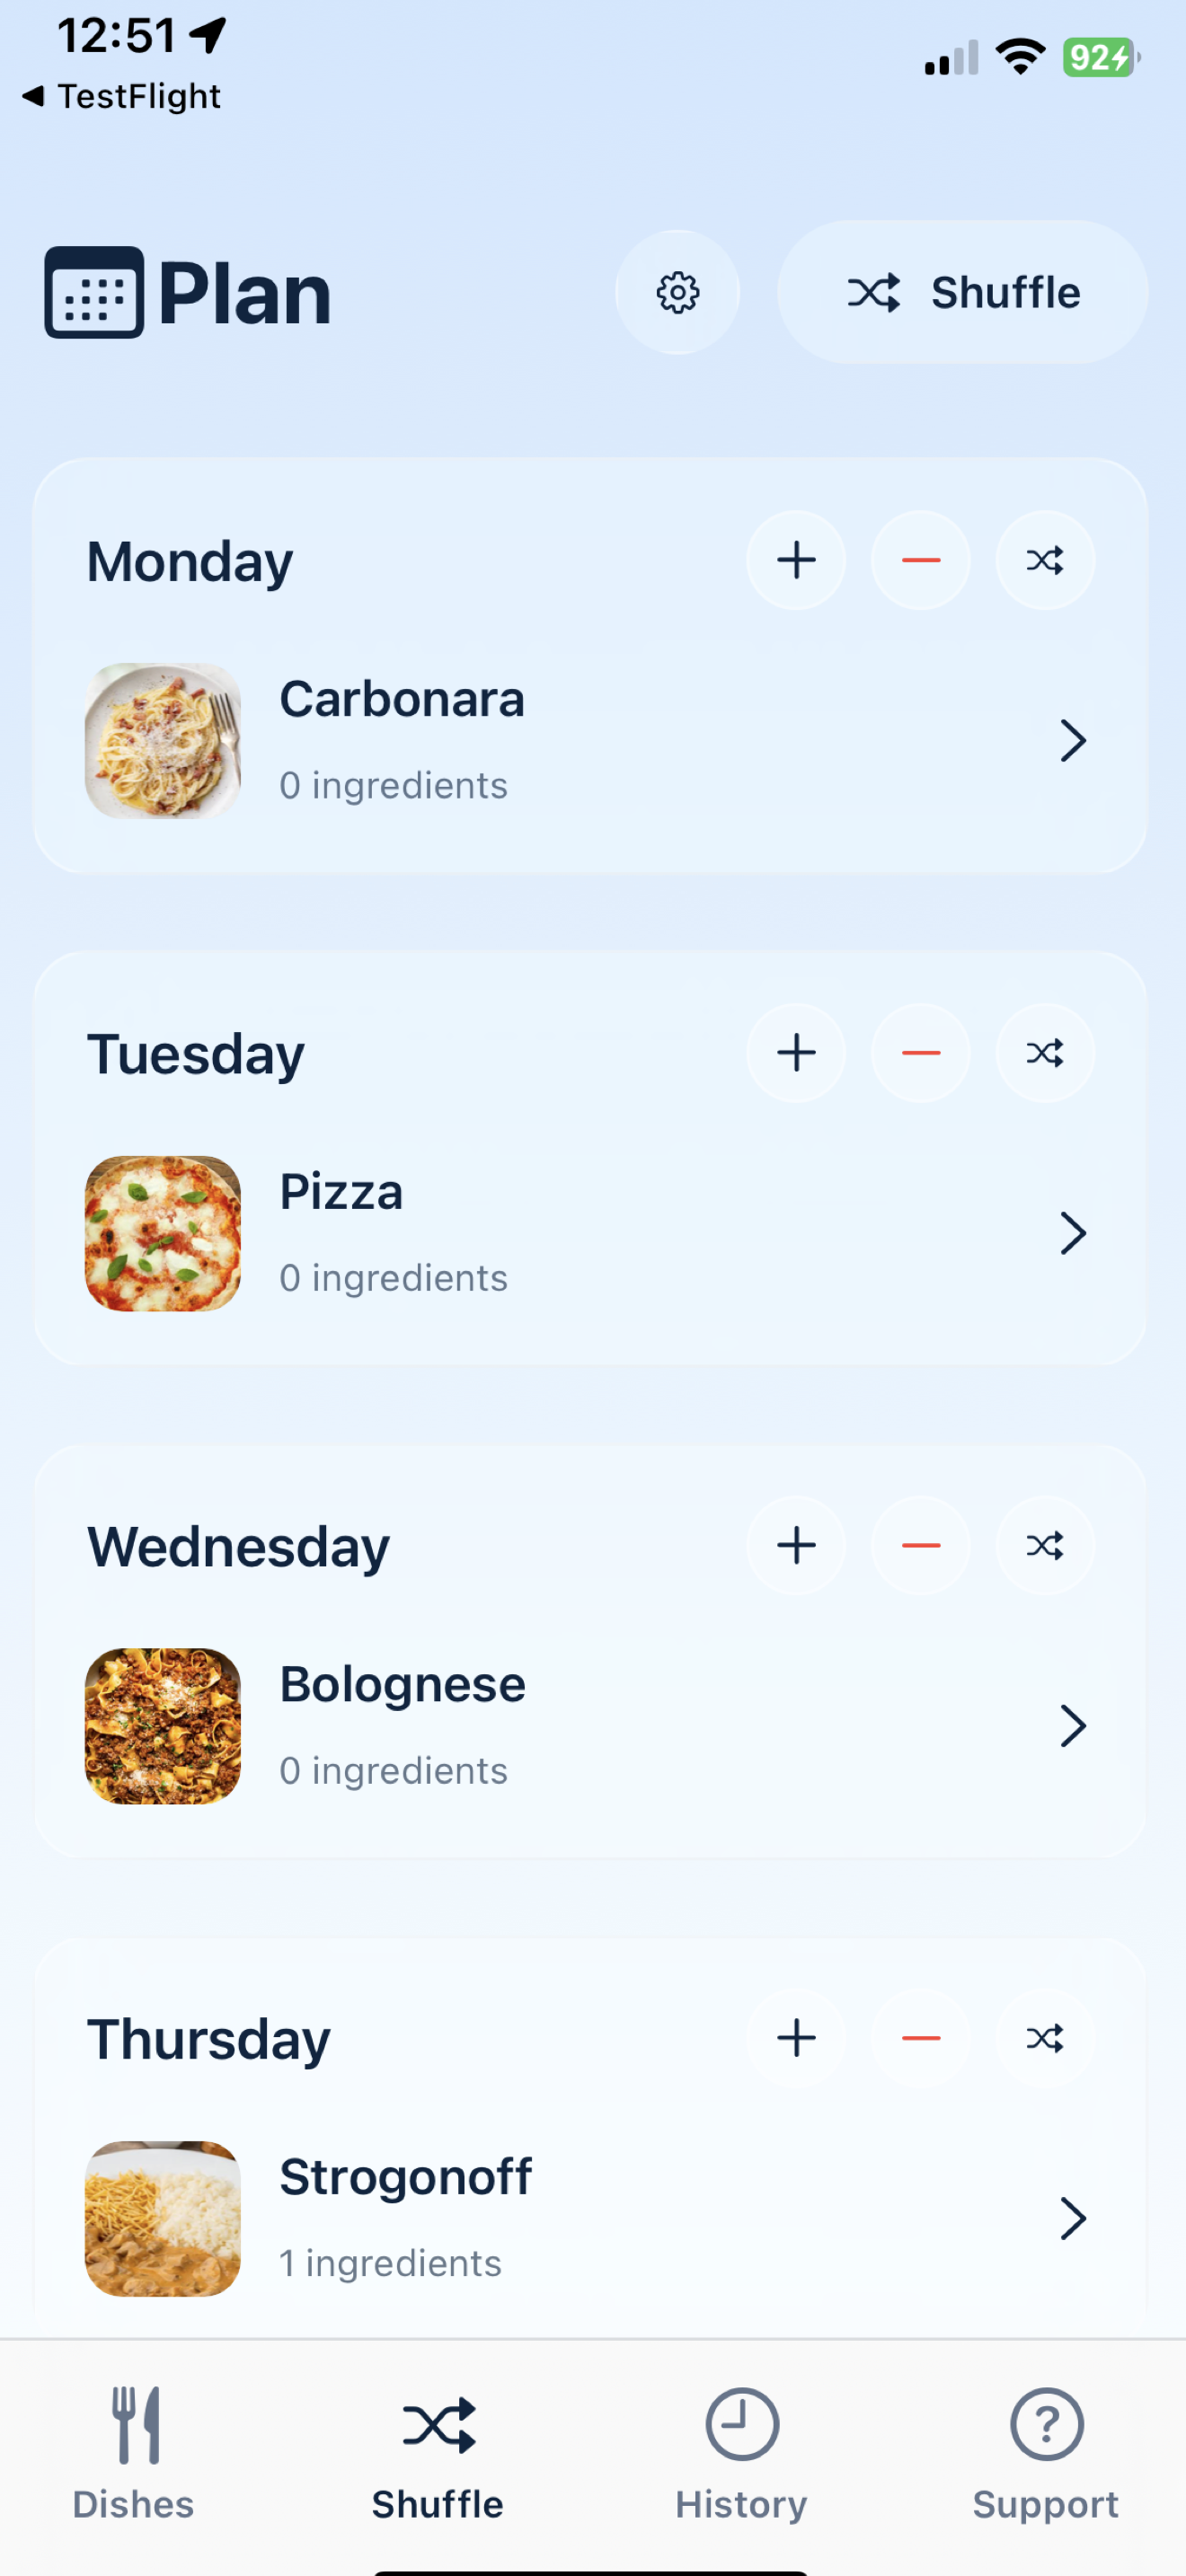 12:51
92
TestFlight
Plan
Shuffle
Monday
Carbonara
0 ingredients
Tuesday
Pizza
0 ingredients
Wednesday
Bolognese
0 ingredients
Thursday
Strogonoff
1 ingredients
Dishes
Shuffle
History
Support